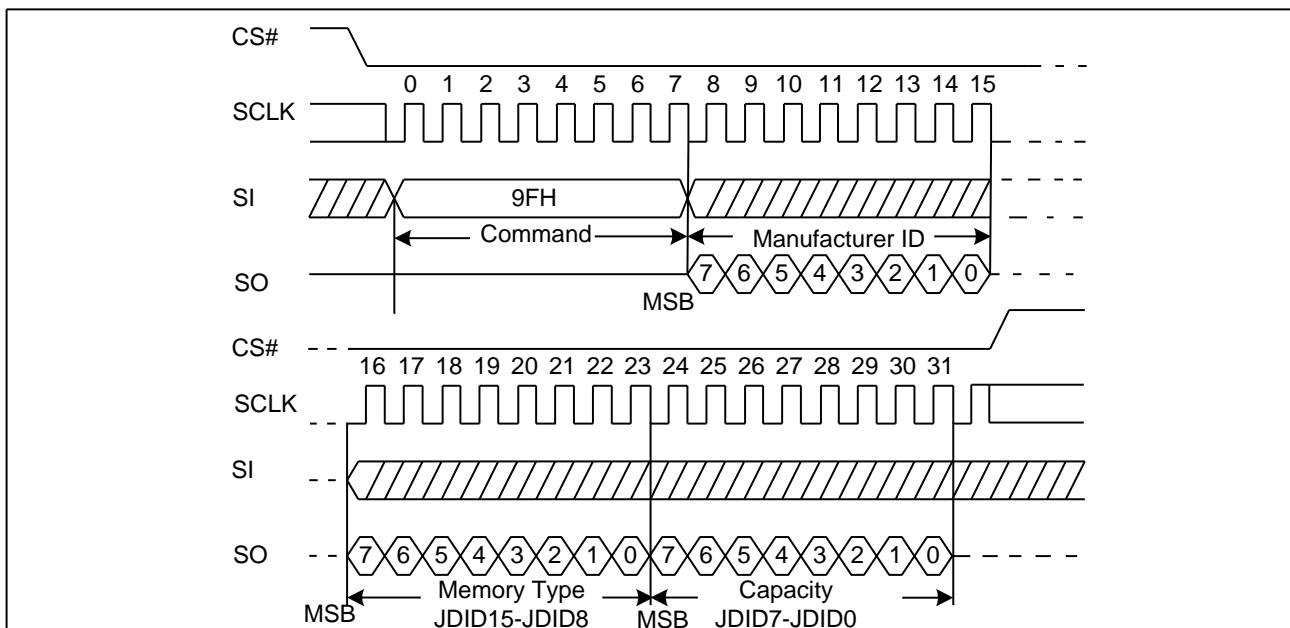 CS#
0 1 2 3 4 5 6 7 8 9 10 11 12 13 14 15
SCLK
SI
9FH
Command
Manufacturer ID
SO
7 6 5 4 3 2 1 0
MSB
CS#
16 17 18 19 20 21 22 23 24 25 26 27 28 29 30 31
SCLK
SI
SO
7 6 5 4 3 2 1 0 7 6 5 4 3 2 1 0
Memory Type
Capacity
MSB
JDID15-JDID8
MSB
JDID7-JDID0